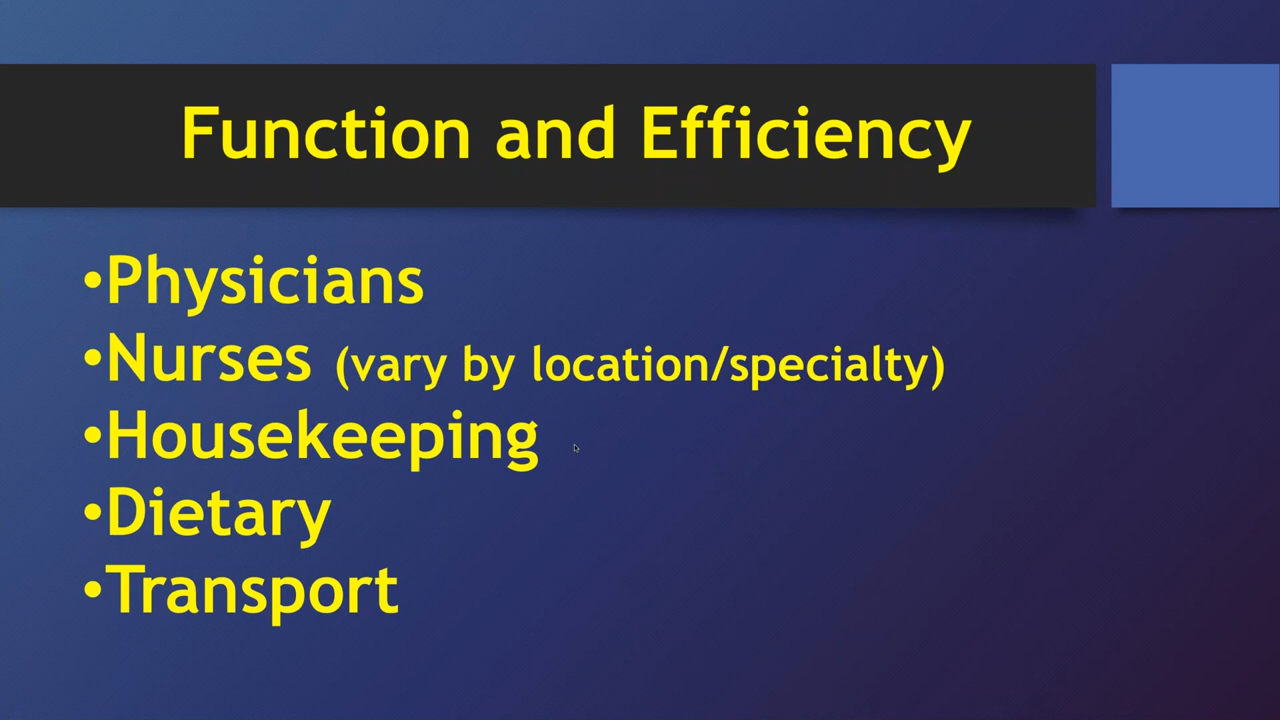 Function and Efficiency
•Physicians
•Nurses (vary by location/specialty)
•Housekeeping
•Dietary
•Transport